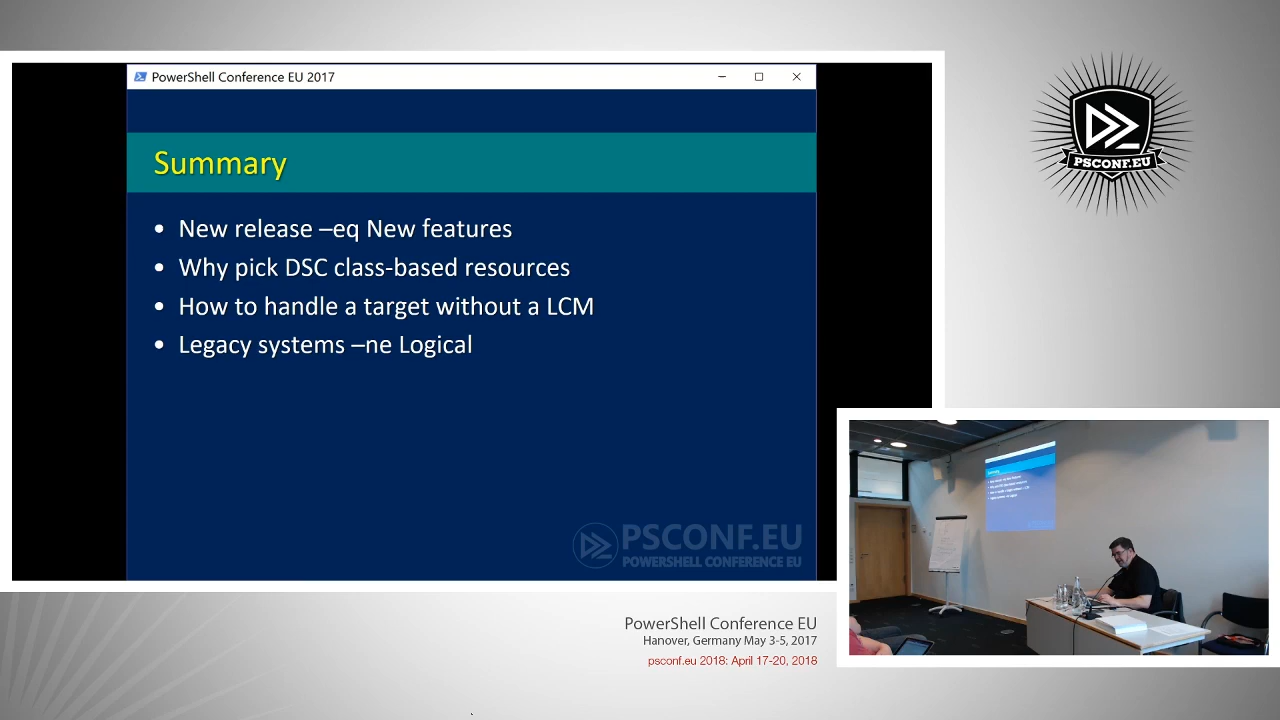 PowerShell Conference EU 2017
PSCONF.EU
Summary
• New release –eq New features
• Why pick DSC class-based resources
• How to handle a target without a LCM
• Legacy systems –ne Logical
PSCONF.EU
POWERSHELL CONFERENCE EU
PowerShell Conference EU
Hanover, Germany May 3-5, 2017
psconf.eu 2018: April 17-20, 2018